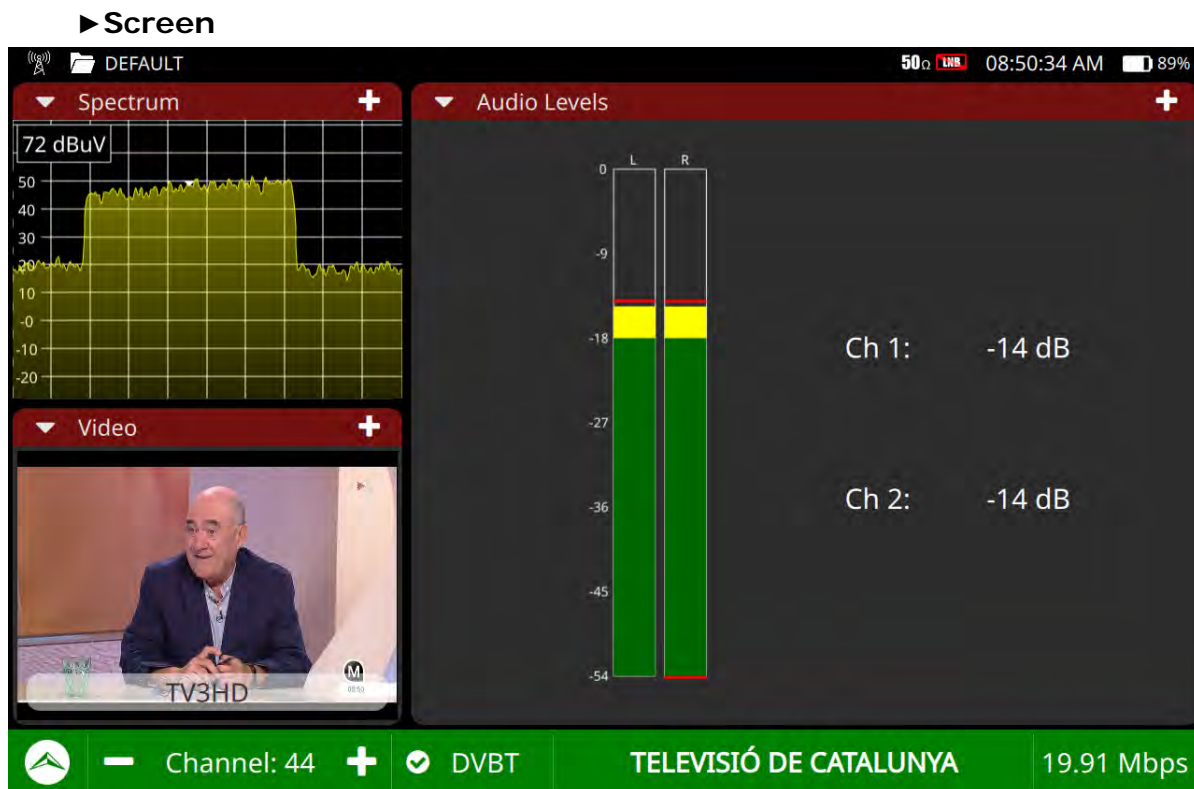 ►Screen
DEFAULT
50Ω LNB 08:50:34 AM 89%
Spectrum
72 dBuV
50
40
30
20
10
-0
-10
-20
Video
M
08:50
TV3HD
Audio Levels
L R
0
-9
-18
-27
-36
-45
-54
Ch 1: -14 dB
Ch 2: -14 dB
Channel: 44 DVBT TELEVISIÓ DE CATALUNYA 19.91 Mbps